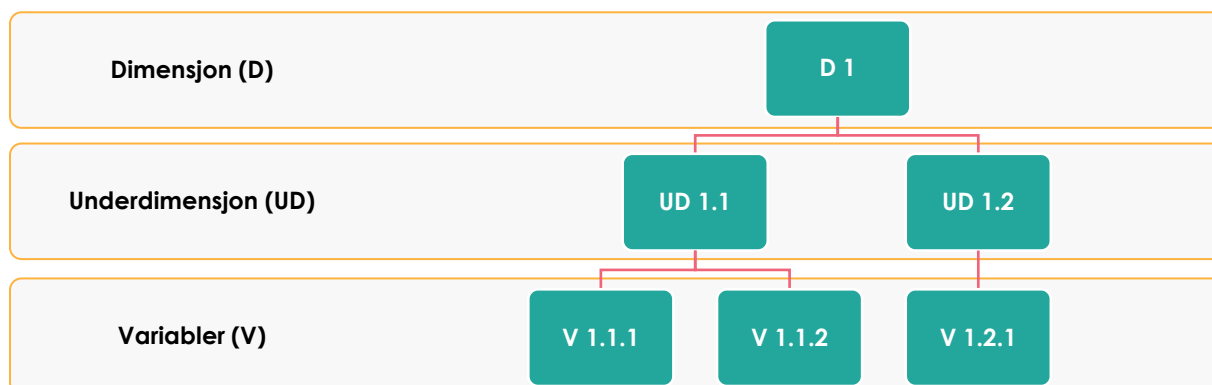 Dimensjon (D)
D 1
Underdimensjon (UD)
UD 1.1
UD 1.2
Variabler (V)
V 1.1.1
V 1.1.2
V 1.2.1